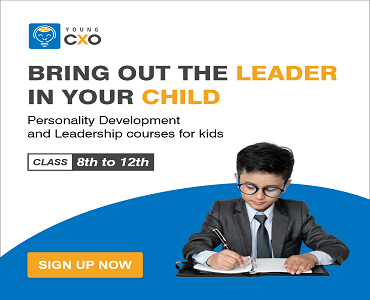 YOUNG
CXO
BRING OUT THE LEADER
IN YOUR CHILD
Personality Development
and Leadership courses for kids
CLASS 8th to 12th
SIGN UP NOW